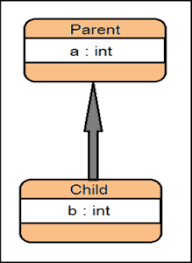 Parent
a : int
Child
b : int